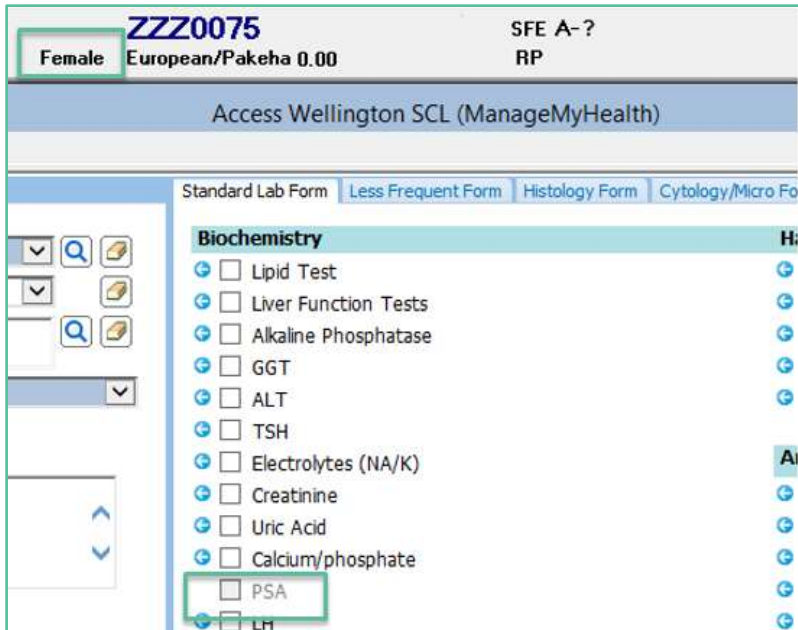 ZZZ0075 SFE A-?
Female European/Pakeha 0.00 RP
Access Wellington SCL (ManageMyHealth)
Standard Lab Form Less Frequent Form Histology Form Cytology/Micro Fo
Biochemistry Ha
Lipid Test
Liver Function Tests
Alkaline Phosphatase
GGT
ALT
TSH
Electrolytes (NA/K)
Creatinine
Uric Acid
Calcium/phosphate
PSA
LH